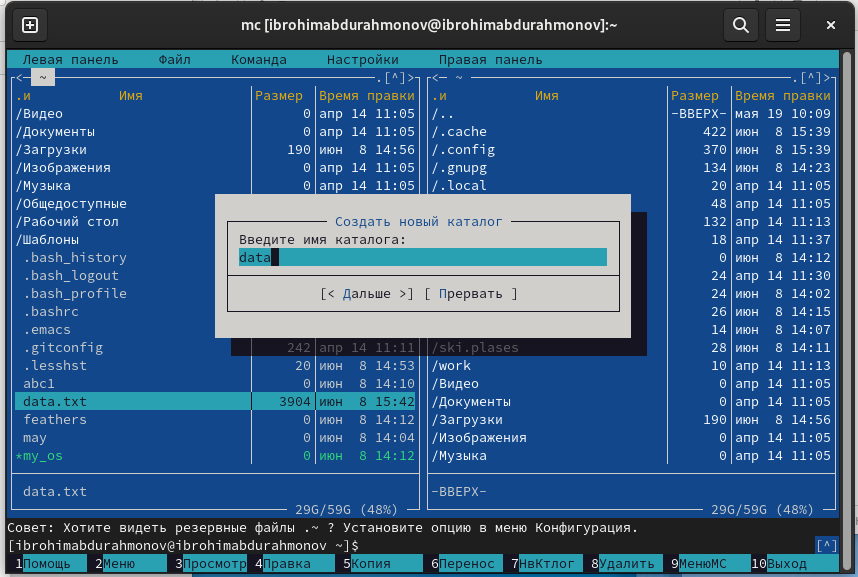 mc [ibrohimabdurahmonov@ibrohimabdurahmonov]:~
Левая панель Файл Команда Настройки Правая панель
<— ~ .[^]> <— ~ .[^]>
.и Имя Размер Время правки .и Имя Размер Время правки
/Видео 0 апр 14 11:05 /.. -ВВЕРХ- мая 19 10:09
/Документы 0 апр 14 11:05 /.cache 422 июн 8 15:39
/Загрузки 190 июн 8 14:56 /.config 370 июн 8 15:39
/Изображения 0 апр 14 11:05 /.gnupg 134 июн 8 14:23
/Музыка 0 апр 14 11:05 /.local 20 апр 14 11:05
/Общедоступные 48 апр 14 11:05
/Рабочий стол 132 апр 14 11:13
/Шаблоны 18 апр 14 11:37
.bash_history 0 июн 8 14:12
.bash_logout 24 апр 14 11:30
.bash_profile 24 июн 8 14:02
.bashrc 26 июн 8 14:15
.emacs 14 июн 8 14:07
Создать новый каталог
Введите имя каталога:
data
[< Дальше >] [ Прервать ]
.gitconfig 242 апр 14 11:11 /ski.plases 28 июн 8 14:11
.lesshst 20 июн 8 14:53 /work 10 апр 14 11:13
abc1 0 июн 8 14:10 /Видео 0 апр 14 11:05
data.txt 3904 июн 8 15:42 /Документы 0 апр 14 11:05
feathers 0 июн 8 14:12 /Загрузки 190 июн 8 14:56
may 0 июн 8 14:04 /Изображения 0 апр 14 11:05
*my_os 0 июн 8 14:12 /Музыка 0 апр 14 11:05
data.txt -ВВЕРХ-
29G/59G (48%) 29G/59G (48%)
Совет: Хотите видеть резервные файлы .~ ? Установите опцию в меню Конфигурация.
[ibrohimabdurahmonov@ibrohimabdurahmonov ~]$ [^]
1Помощь 2Меню 3Просмотр 4Правка 5Копия 6Перенос 7НвКтлог 8Удалить 9МенюMC 10Выход